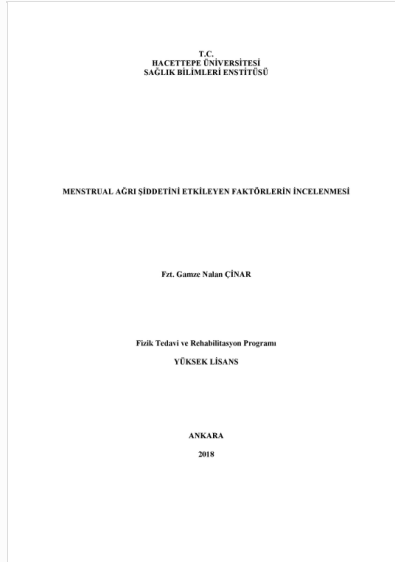 T.C.
HACETTEPE ÜNİVERSİTESİ
SAĞLIK BİLİMLERİ ENSTİTÜSÜ
MENSTRUAL AĞRI ŞİDDETİNİ ETKİLEYEN FAKTÖRLERİN İNCELENMESİ
Fzt. Gamze Nalan ÇİNAR
Fizik Tedavi ve Rehabilitasyon Programı
YÜKSEK LİSANS
ANKARA
2018